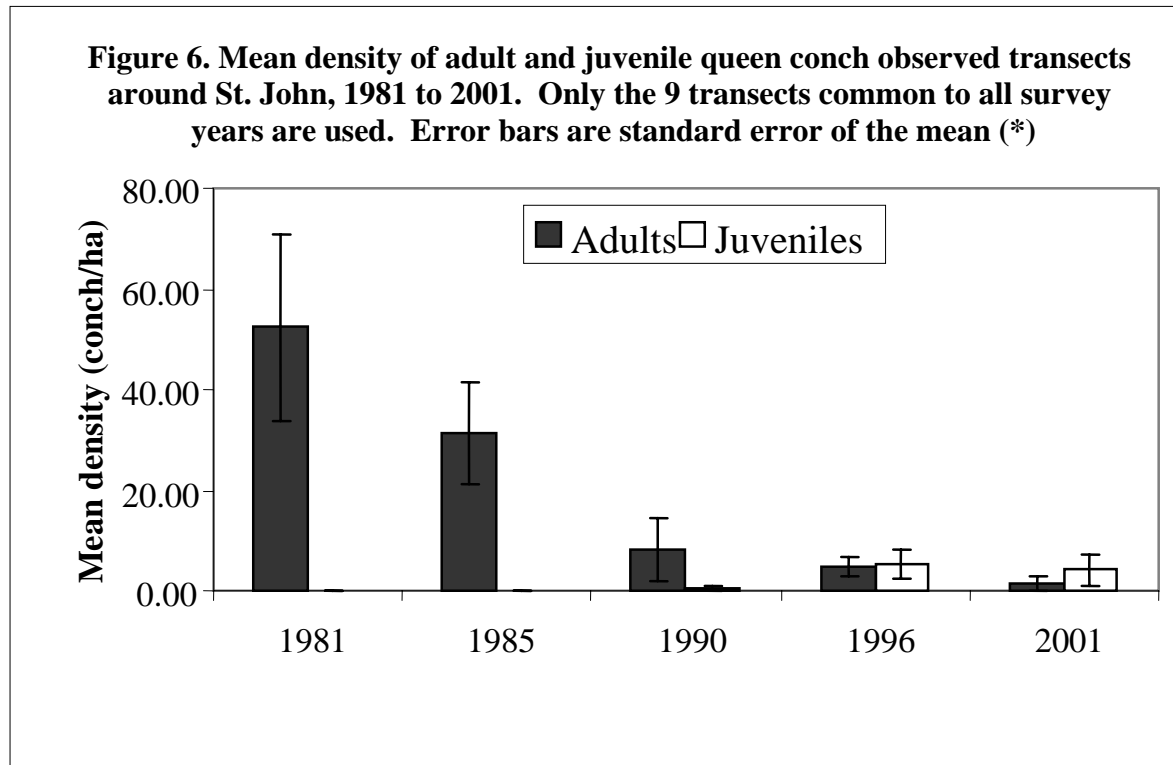 Figure 6. Mean density of adult and juvenile queen conch observed transects
around St. John, 1981 to 2001.  Only the 9 transects common to all survey
years are used.  Error bars are standard error of the mean (*)
80.00
Adults Juveniles
60.00
40.00
20.00
0.00
Mean density (conch/ha)
1981 1985 1990 1996 2001